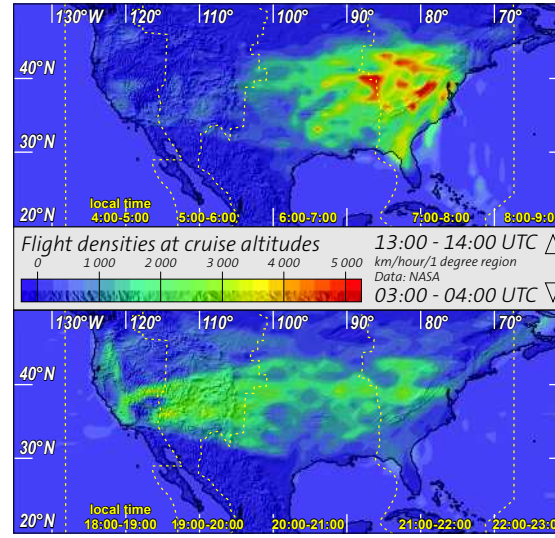 130°W 120° 110° 100° 90° 80° 70°
40°N
30°N
20°N
local time
4:00-5:00 5:00-6:00 6:00-7:00 7:00-8:00 8:00-9:0
Flight densities at cruise altitudes
0 1 000 2 000 3 000 4 000 5 000
13:00 - 14:00 UTC △
km/hour/1 degree region
Data: NASA
03:00 - 04:00 UTC ▽
130°W 120° 110° 100° 90° 80° 70°
40°N
30°N
20°N
local time
18:00-19:00 19:00-20:00 20:00-21:00 21:00-22:00 22:00-23:0